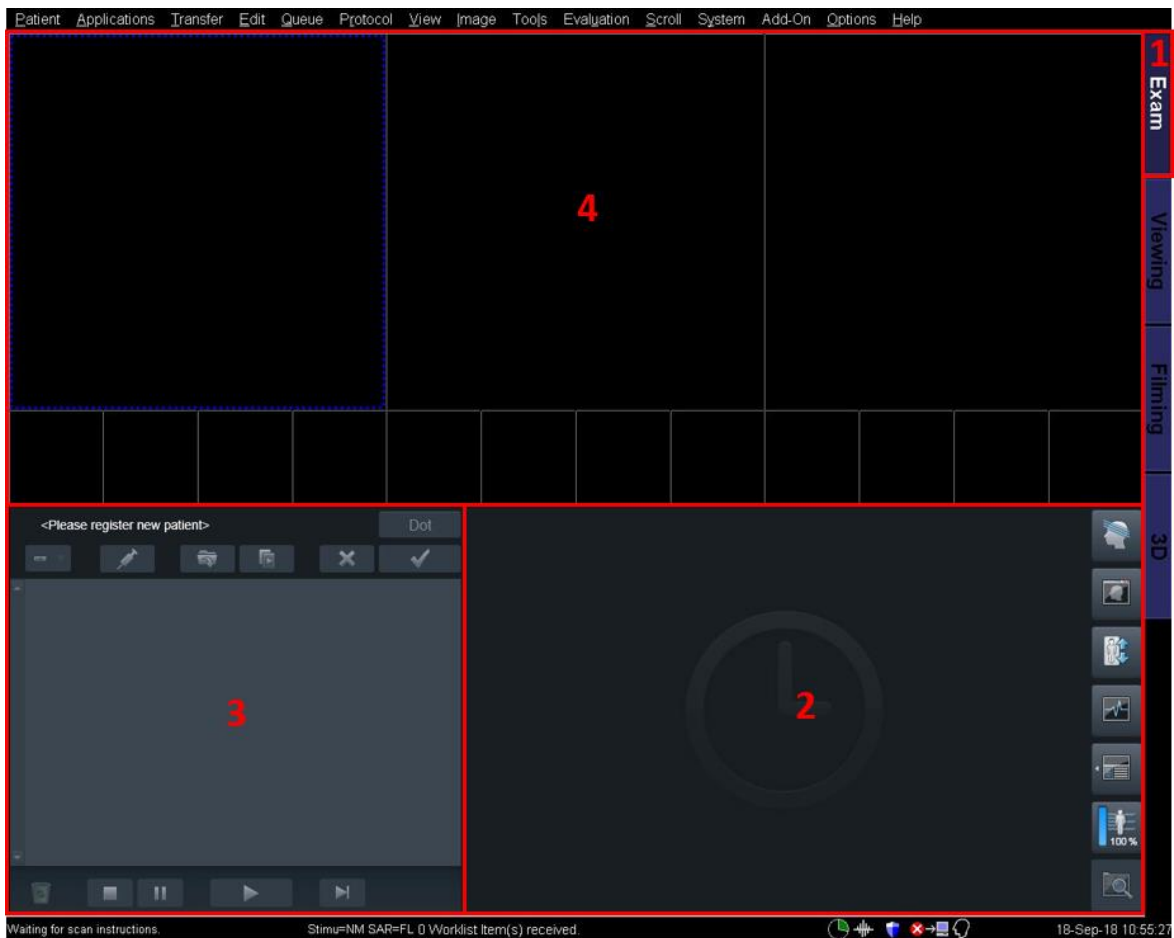 Patient Applications Transfer Edit Queue Protocol View Image Tools Evaluation Scroll System Add-On Options Help
1
Exam
4
Viewing
Filming
3D
<Please register new patient> Dot
3
2
100 %
Waiting for scan instructions. Stimu=NM SAR=FL 0 Worklist Item(s) received. 18-Sep-18 10:55:27